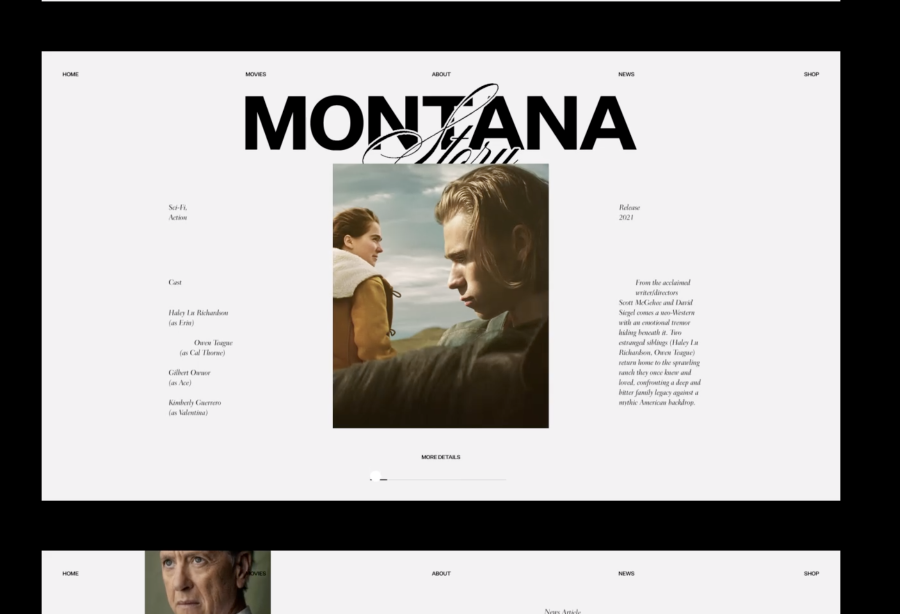 HOME MOVIES ABOUT NEWS SHOP
MONTANA
Story
Sci-Fi,
Action
Release
2021
Cast
Haley Lu Richardson
(as Erin)
Owen Teague
(as Cal Thorne)
Gilbert Owuor
(as Ace)
Kimberly Guerrero
(as Valentina)
From the acclaimed
writer/directors
Scott McGehee and David
Siegel comes a neo-Western
with an emotional tremor
hiding beneath it. Two
estranged siblings (Haley Lu
Richardson, Owen Teague)
return home to the sprawling
ranch they once knew and
loved, confronting a deep and
bitter family legacy against a
mythic American backdrop.
MORE DETAILS
HOME MOVIES ABOUT NEWS SHOP
News Article,